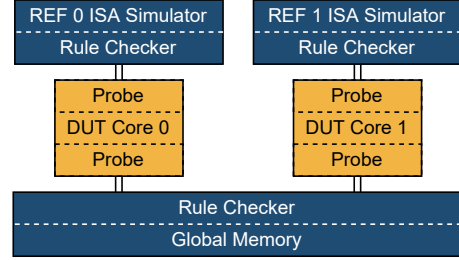 REF 0 ISA Simulator
Rule Checker
REF 1 ISA Simulator
Rule Checker
Probe
DUT Core 0
Probe
Probe
DUT Core 1
Probe
Rule Checker
Global Memory